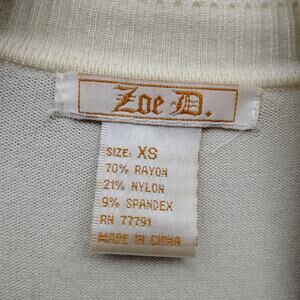 Zoe D.
SIZE: XS
70% RAYON
21% NYLON
9% SPANDEX
RN 77791
MADE IN CHINA